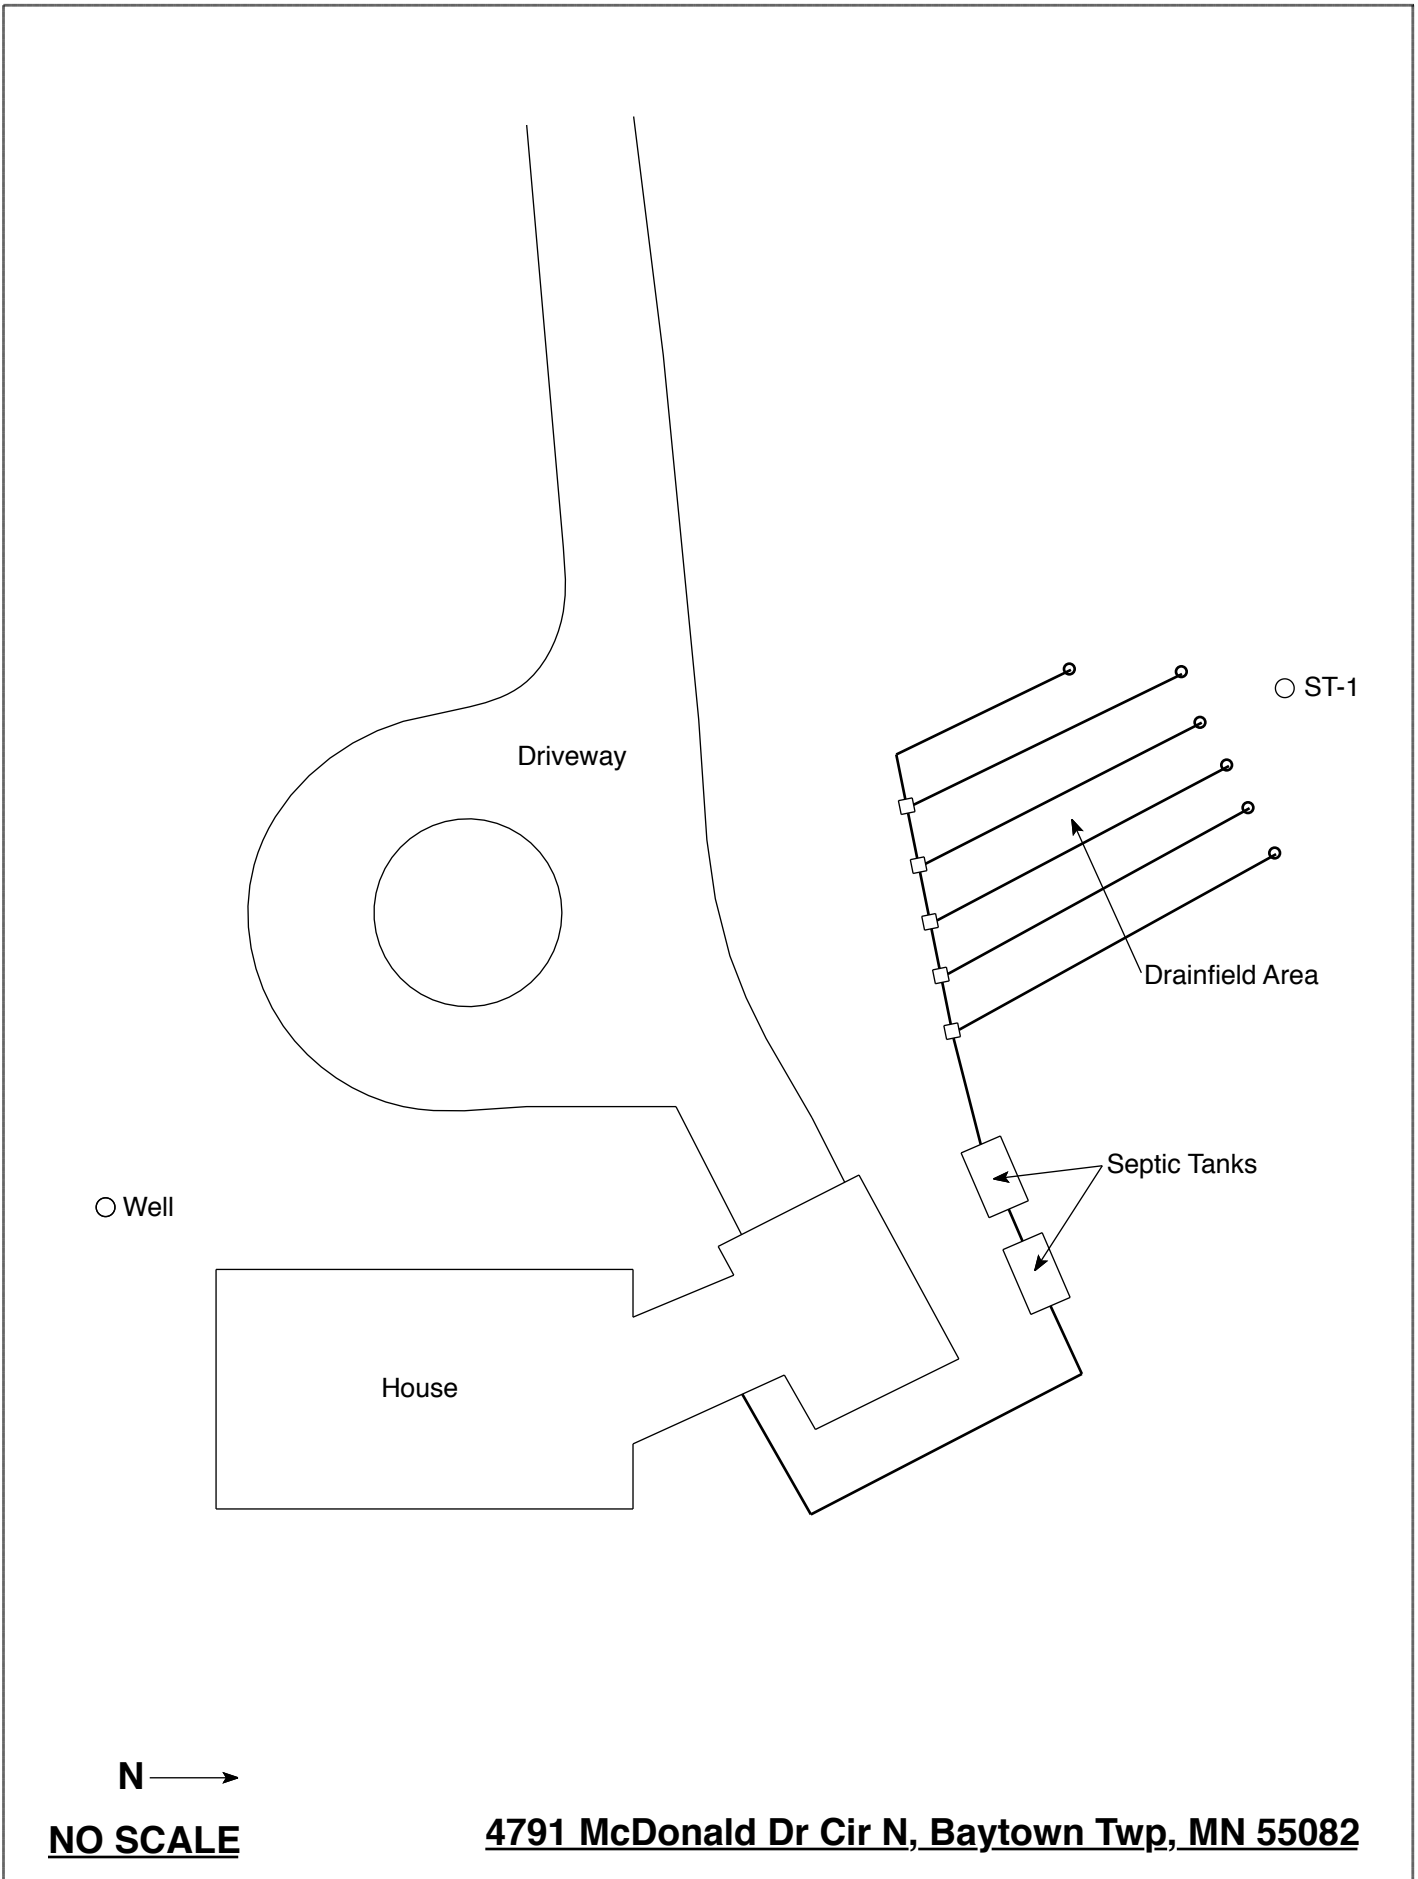 ST-1
Driveway
Drainfield Area
Septic Tanks
Well
House
N
NO SCALE
4791 McDonald Dr Cir N, Baytown Twp, MN 55082